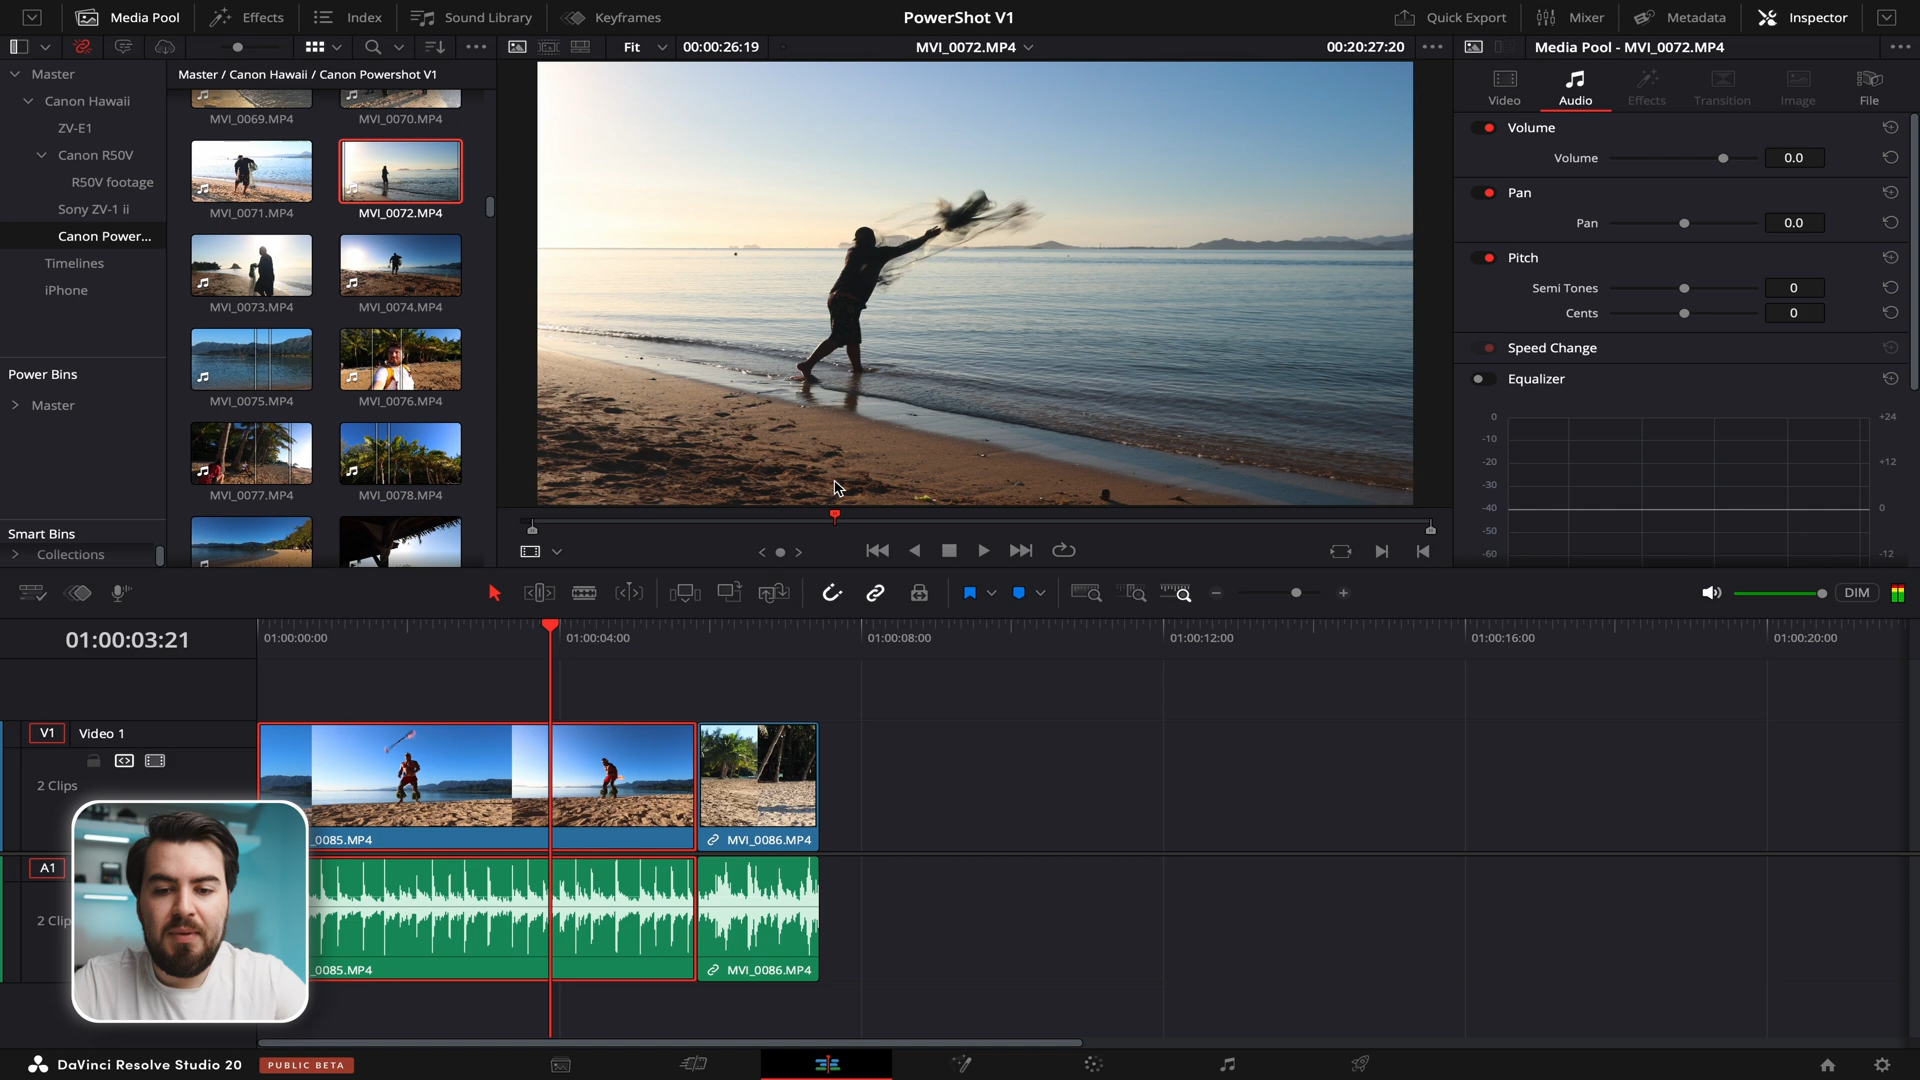 Media Pool
Effects
Index
Sound Library
Keyframes
PowerShot V1
Quick Export
Mixer
Metadata
Inspector
Fit
00:00:26:19
MVI_0072.MP4
00:20:27:20
Media Pool - MVI_0072.MP4
Master
Canon Hawaii
ZV-E1
Canon R50V
R50V footage
Sony ZV-1 ii
Canon Power...
Timelines
iPhone
Power Bins
Master
Smart Bins
Collections
Master / Canon Hawaii / Canon Powershot V1
MVI_0069.MP4
MVI_0070.MP4
MVI_0071.MP4
MVI_0072.MP4
MVI_0073.MP4
MVI_0074.MP4
MVI_0075.MP4
MVI_0076.MP4
MVI_0077.MP4
MVI_0078.MP4
Video
Audio
Effects
Transition
Image
File
Volume
Volume
0.0
Pan
Pan
0.0
Pitch
Semi Tones
0
Cents
0
Speed Change
Equalizer
0
-10
-20
-30
-40
-50
-60
+24
+12
0
-12
DIM
01:00:03:21
01:00:00:00
01:00:04:00
01:00:08:00
01:00:12:00
01:00:16:00
01:00:20:00
V1
Video 1
2 Clips
_0085.MP4
MVI_0086.MP4
A1
2 Clip
_0085.MP4
MVI_0086.MP4
DaVinci Resolve Studio 20
PUBLIC BETA